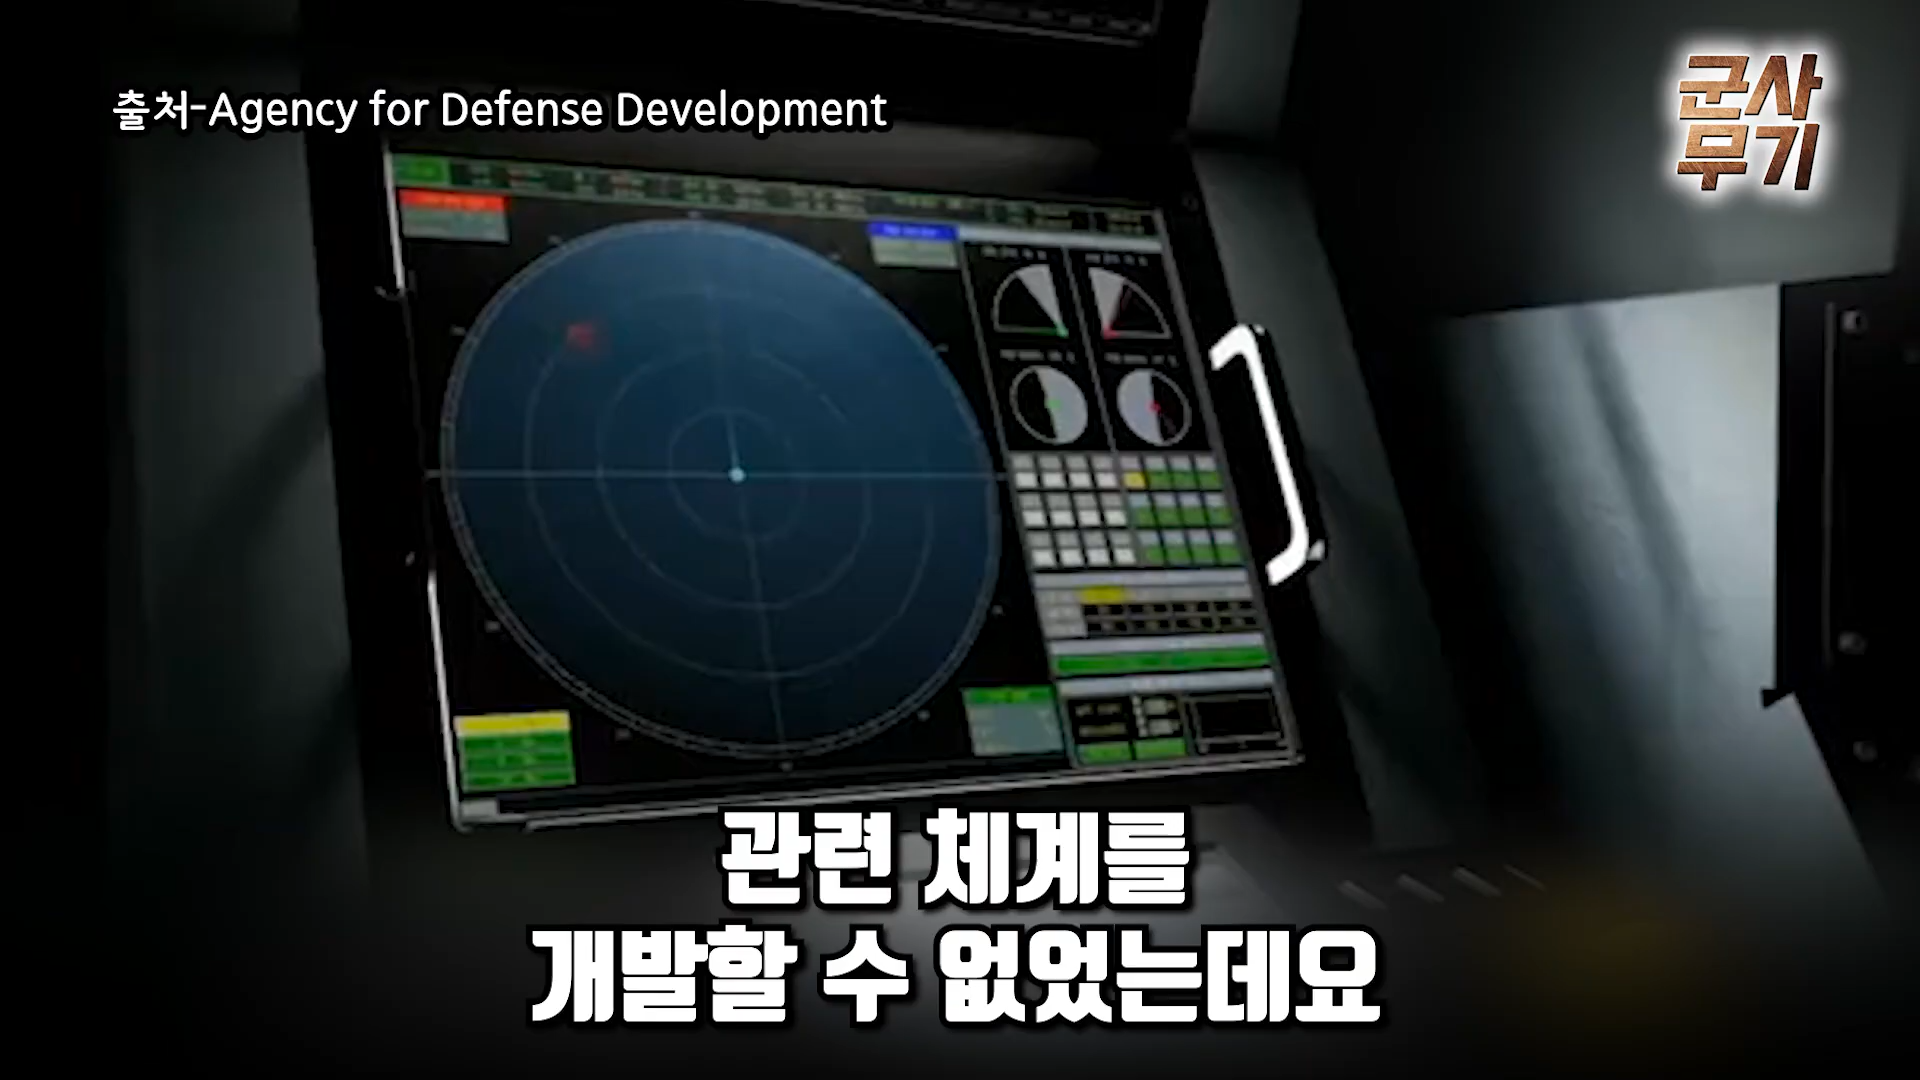 출처-Agency for Defense Development
군사
무기
관련 체계를
개발할 수 없었는데요